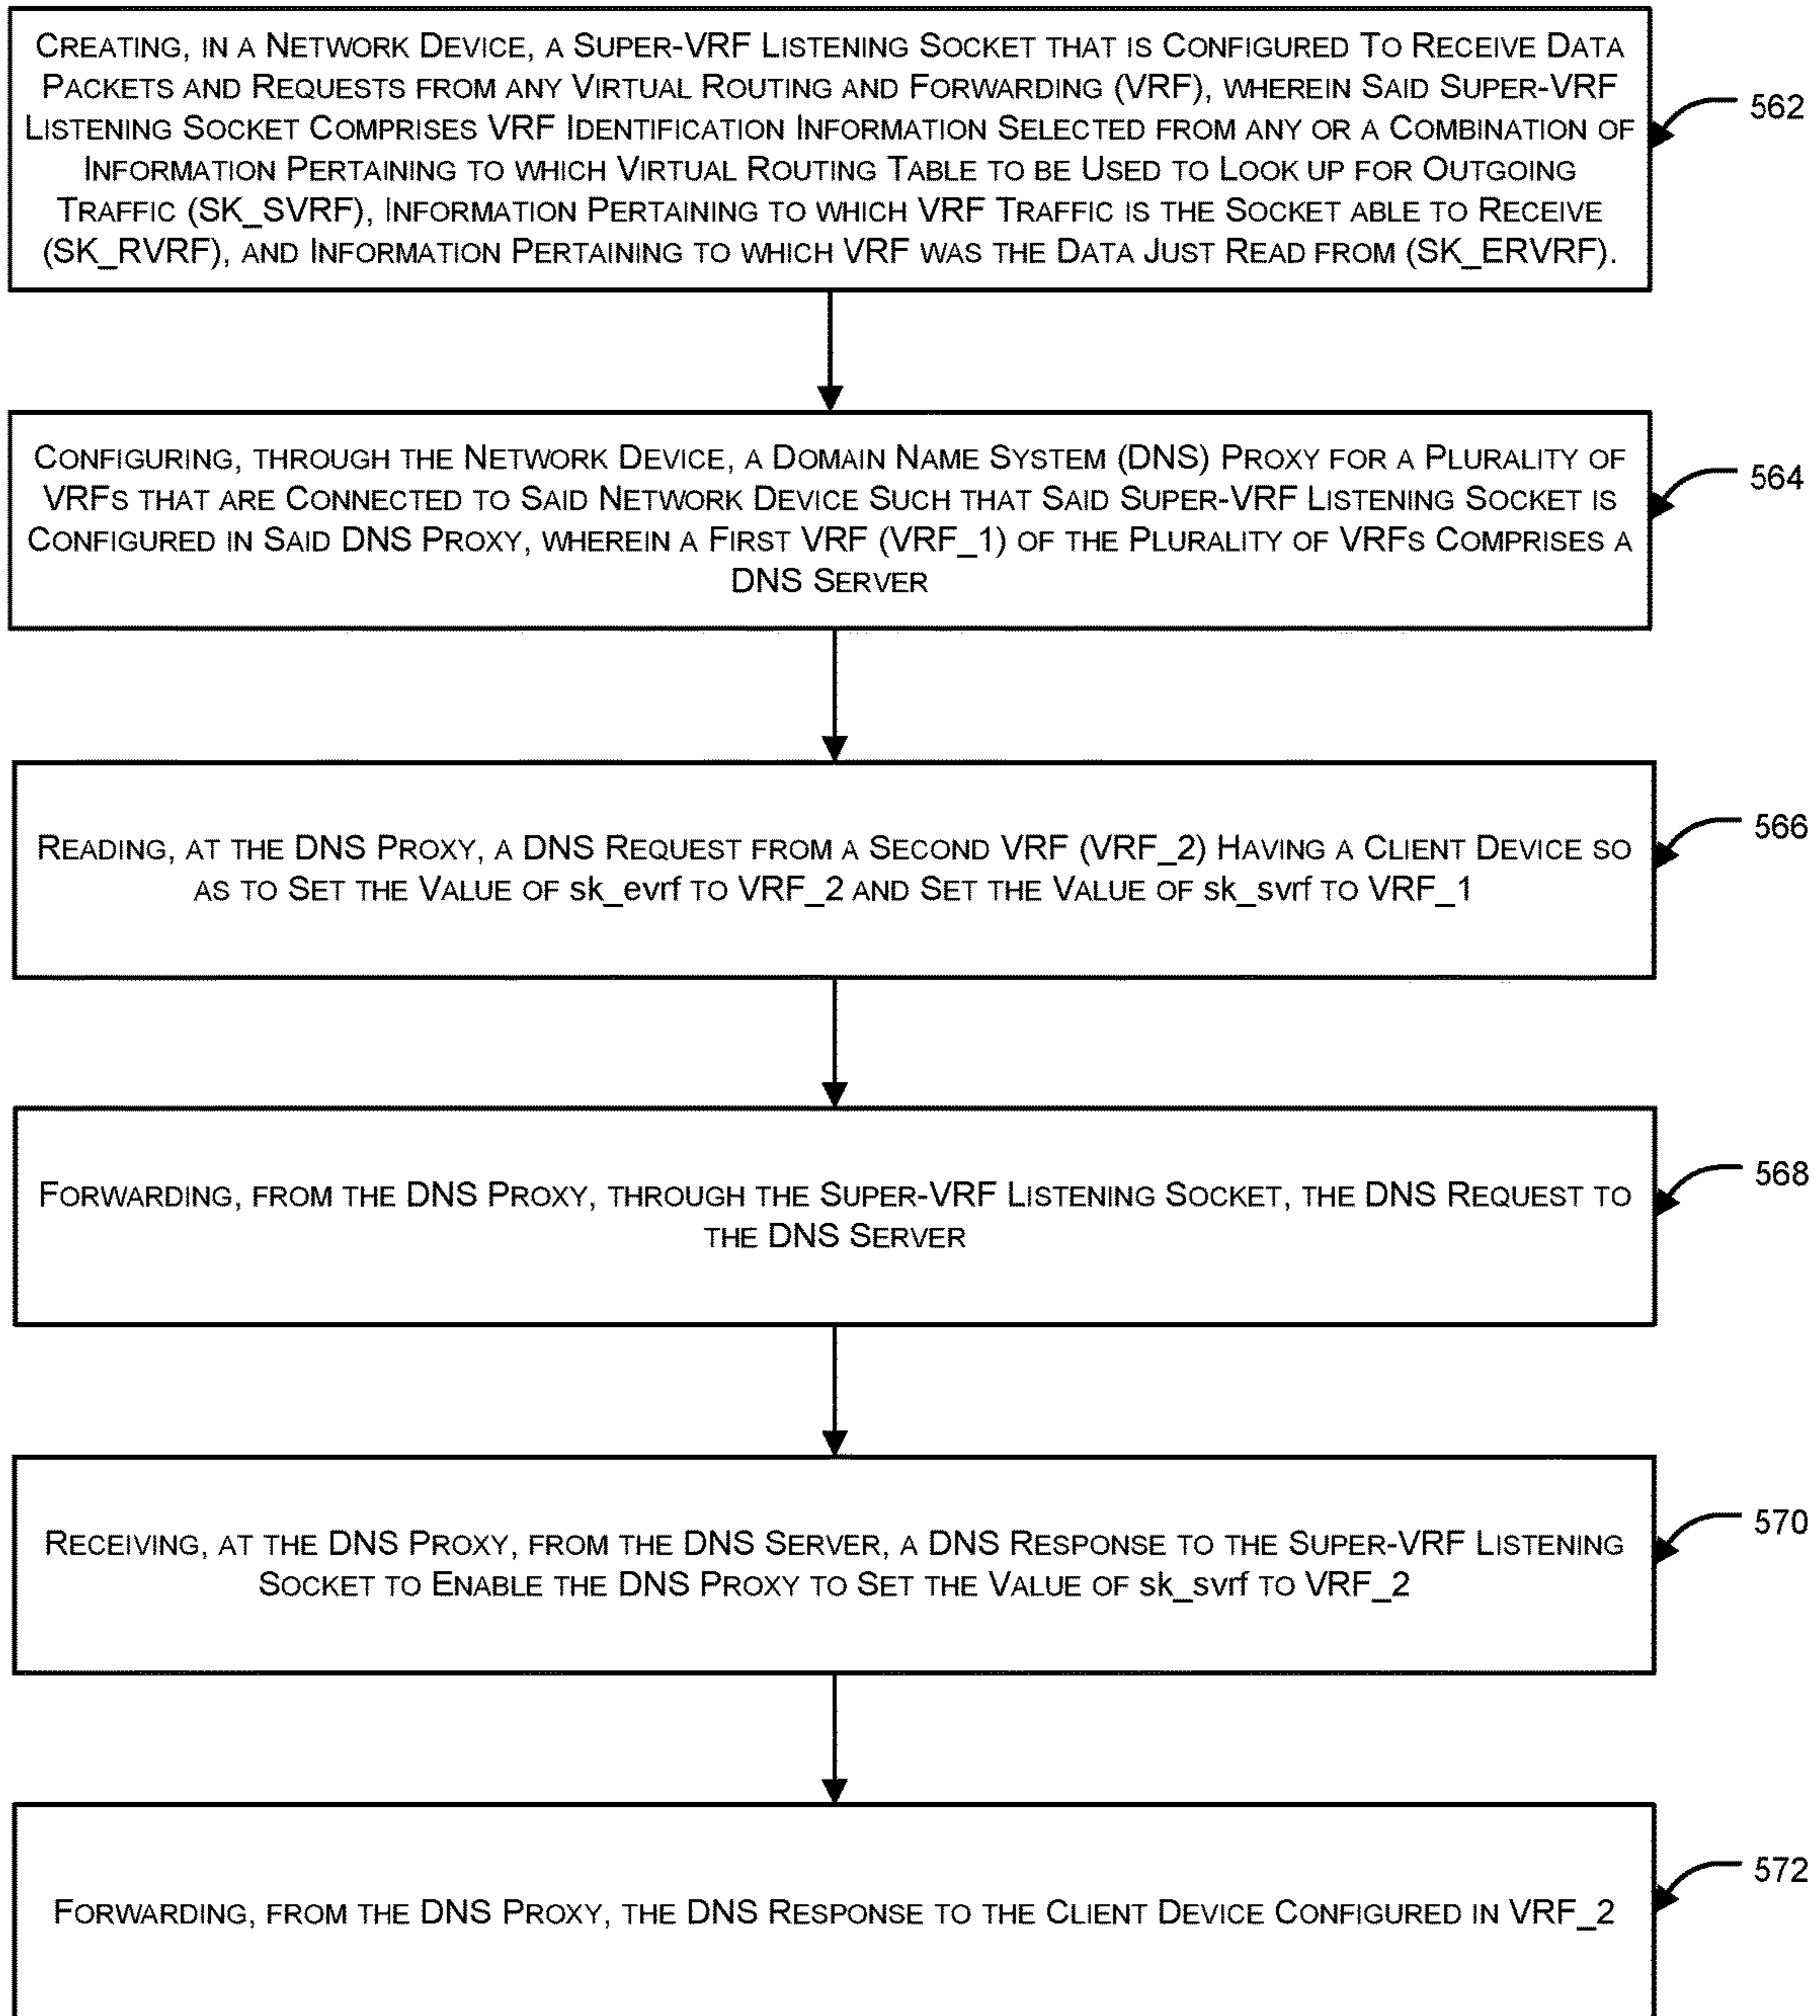 CREATING, IN A NETWORK DEVICE, A SUPER-VRF LISTENING SOCKET THAT IS CONFIGURED TO RECEIVE DATA
PACKETS AND REQUESTS FROM ANY VIRTUAL ROUTING AND FORWARDING (VRF), WHEREIN SAID SUPER-VRF
LISTENING SOCKET COMPRISES VRF IDENTIFICATION INFORMATION SELECTED FROM ANY OR A COMBINATION OF
INFORMATION PERTAINING TO WHICH VIRTUAL ROUTING TABLE TO BE USED TO LOOK UP FOR OUTGOING
TRAFFIC (SK_SVRF), INFORMATION PERTAINING TO WHICH VRF TRAFFIC IS THE SOCKET ABLE TO RECEIVE
(SK_RVRF), AND INFORMATION PERTAINING TO WHICH VRF WAS THE DATA JUST READ FROM (SK_ERVRF).
562
CONFIGURING, THROUGH THE NETWORK DEVICE, A DOMAIN NAME SYSTEM (DNS) PROXY FOR A PLURALITY OF
VRFS THAT ARE CONNECTED TO SAID NETWORK DEVICE SUCH THAT SAID SUPER-VRF LISTENING SOCKET IS
CONFIGURED IN SAID DNS PROXY, WHEREIN A FIRST VRF (VRF_1) OF THE PLURALITY OF VRFS COMPRISES A
DNS SERVER
564
READING, AT THE DNS PROXY, A DNS REQUEST FROM A SECOND VRF (VRF_2) HAVING A CLIENT DEVICE SO
AS TO SET THE VALUE OF sk_evrf TO VRF_2 AND SET THE VALUE OF sk_svrf TO VRF_1
566
FORWARDING, FROM THE DNS PROXY, THROUGH THE SUPER-VRF LISTENING SOCKET, THE DNS REQUEST TO
THE DNS SERVER
568
RECEIVING, AT THE DNS PROXY, FROM THE DNS SERVER, A DNS RESPONSE TO THE SUPER-VRF LISTENING
SOCKET TO ENABLE THE DNS PROXY TO SET THE VALUE OF sk_svrf TO VRF_2
570
FORWARDING, FROM THE DNS PROXY, THE DNS RESPONSE TO THE CLIENT DEVICE CONFIGURED IN VRF_2
572